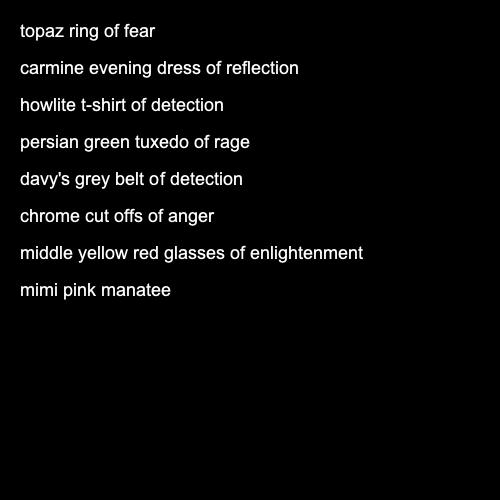 topaz ring of fear
carmine evening dress of reflection
howlite t-shirt of detection
persian green tuxedo of rage
davy's grey belt of detection
chrome cut offs of anger
middle yellow red glasses of enlightenment
mimi pink manatee